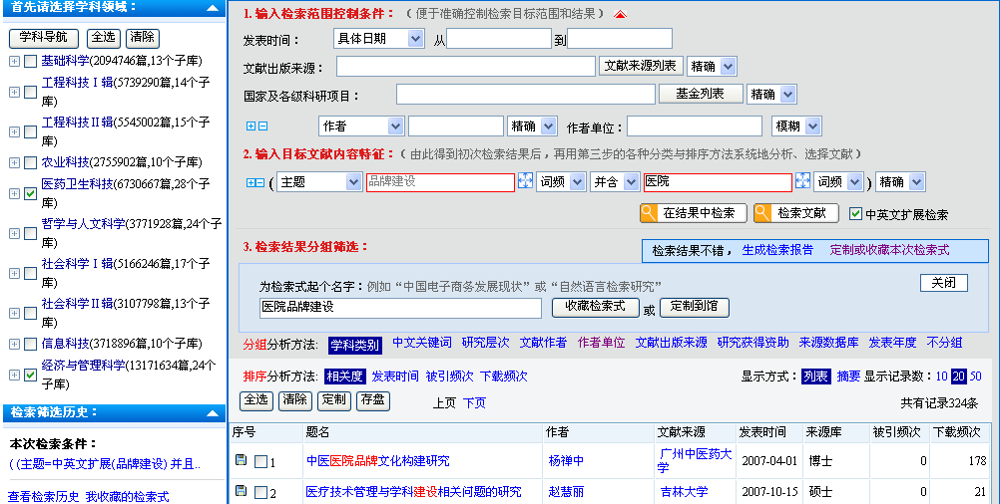 首先请选择学科领域：
学科导航 全选 清除
基础科学(2094746篇,13个子库)
工程科技Ⅰ辑(5739290篇,14个子
库)
工程科技Ⅱ辑(5545002篇,15个子
库)
农业科技(2755902篇,10个子库)
医药卫生科技(6730667篇,28个子
库)
哲学与人文科学(3771928篇,24个子
库)
社会科学Ⅰ辑(5166246篇,17个子
库)
社会科学Ⅱ辑(3107798篇,13个子
库)
信息科技(3718896篇,10个子库)
经济与管理科学(13171634篇,24个
子库)
检索筛选历史：
本次检索条件：
( (主题=中英文扩展(品牌建设) 并且..
查看检索历史 我收藏的检索式
1. 输入检索范围控制条件：（便于准确控制检索目标范围和结果）
发表时间： 具体日期 从 到
文献出版来源： 文献来源列表 精确
国家及各级科研项目： 基金列表 精确
作者 精确 作者单位： 模糊
2. 输入目标文献内容特征：（由此得到初次检索结果后，再用第三步的各种分类与排序方法系统地分析、选择文献）
( 主题 品牌建设 词频 并含 医院 词频 ) 精确
在结果中检索 检索文献 中英文扩展检索
3. 检索结果分组筛选：
检索结果不错， 生成检索报告 定制或收藏本次检索式
关闭
为检索式起个名字：例如“中国电子商务发展现状”或“自然语言检索研究”
医院品牌建设 收藏检索式 或 定制到馆
分组分析方法： 学科类别 中文关键词 研究层次 文献作者 作者单位 文献出版来源 研究获得资助 来源数据库 发表年度 不分组
排序分析方法: 相关度 发表时间 被引频次 下载频次 显示方式： 列表 摘要 显示记录数：10 20 50
全选 清除 定制 存盘 上页 下页 共有记录324条
序号 题名 作者 文献来源 发表时间 来源库 被引频次 下载频次
1 中医医院品牌文化构建研究 杨禅中 广州中医药大学 2007-04-01 博士 0 178
2 医疗技术管理与学科建设相关问题的研究 赵慧丽 吉林大学 2007-10-15 硕士 0 21